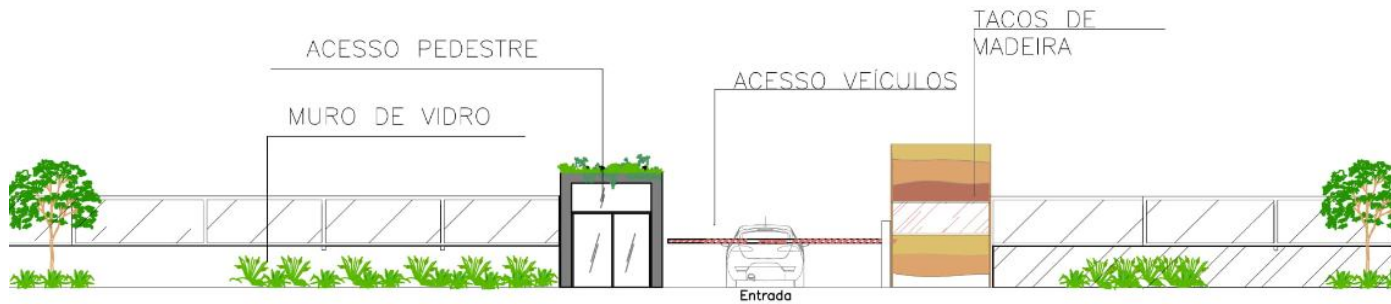 TACOS DE
MADEIRA
ACESSO PEDESTRE
ACESSO VEÍCULOS
MURO DE VIDRO
Entrada